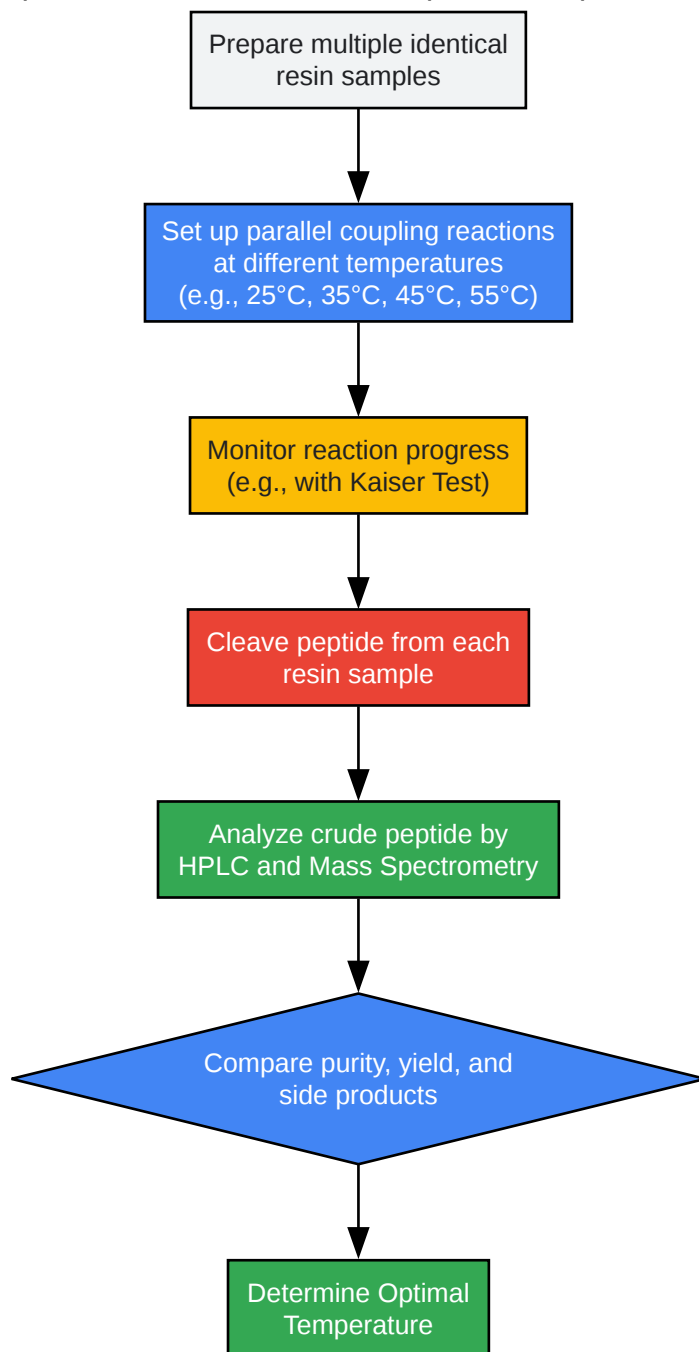 Prepare multiple identical
resin samples
Set up parallel coupling reactions
at different temperatures
(e.g., 25°C, 35°C, 45°C, 55°C)
Monitor reaction progress
(e.g., with Kaiser Test)
Cleave peptide from each
resin sample
Analyze crude peptide by
HPLC and Mass Spectrometry
Compare purity, yield, and
side products
Determine Optimal
Temperature